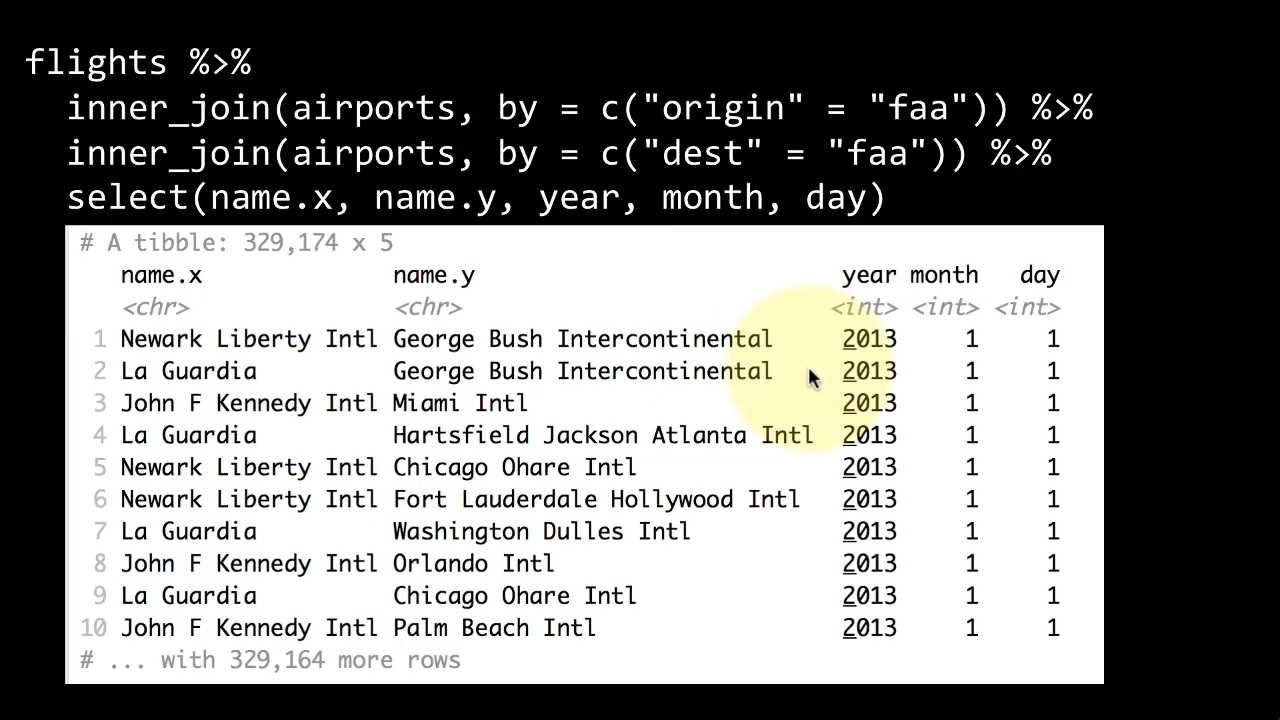 flights %>%
inner_join(airports, by = c("origin" = "faa")) %>%
inner_join(airports, by = c("dest" = "faa")) %>%
select(name.x, name.y, year, month, day)
# A tibble: 329,174 x 5
name.x name.y year month day
<chr> <chr> <int> <int> <int>
1 Newark Liberty Intl George Bush Intercontinental 2013 1 1
2 La Guardia George Bush Intercontinental 2013 1 1
3 John F Kennedy Intl Miami Intl 2013 1 1
4 La Guardia Hartsfield Jackson Atlanta Intl 2013 1 1
5 Newark Liberty Intl Chicago Ohare Intl 2013 1 1
6 Newark Liberty Intl Fort Lauderdale Hollywood Intl 2013 1 1
7 La Guardia Washington Dulles Intl 2013 1 1
8 John F Kennedy Intl Orlando Intl 2013 1 1
9 La Guardia Chicago Ohare Intl 2013 1 1
10 John F Kennedy Intl Palm Beach Intl 2013 1 1
# ... with 329,164 more rows